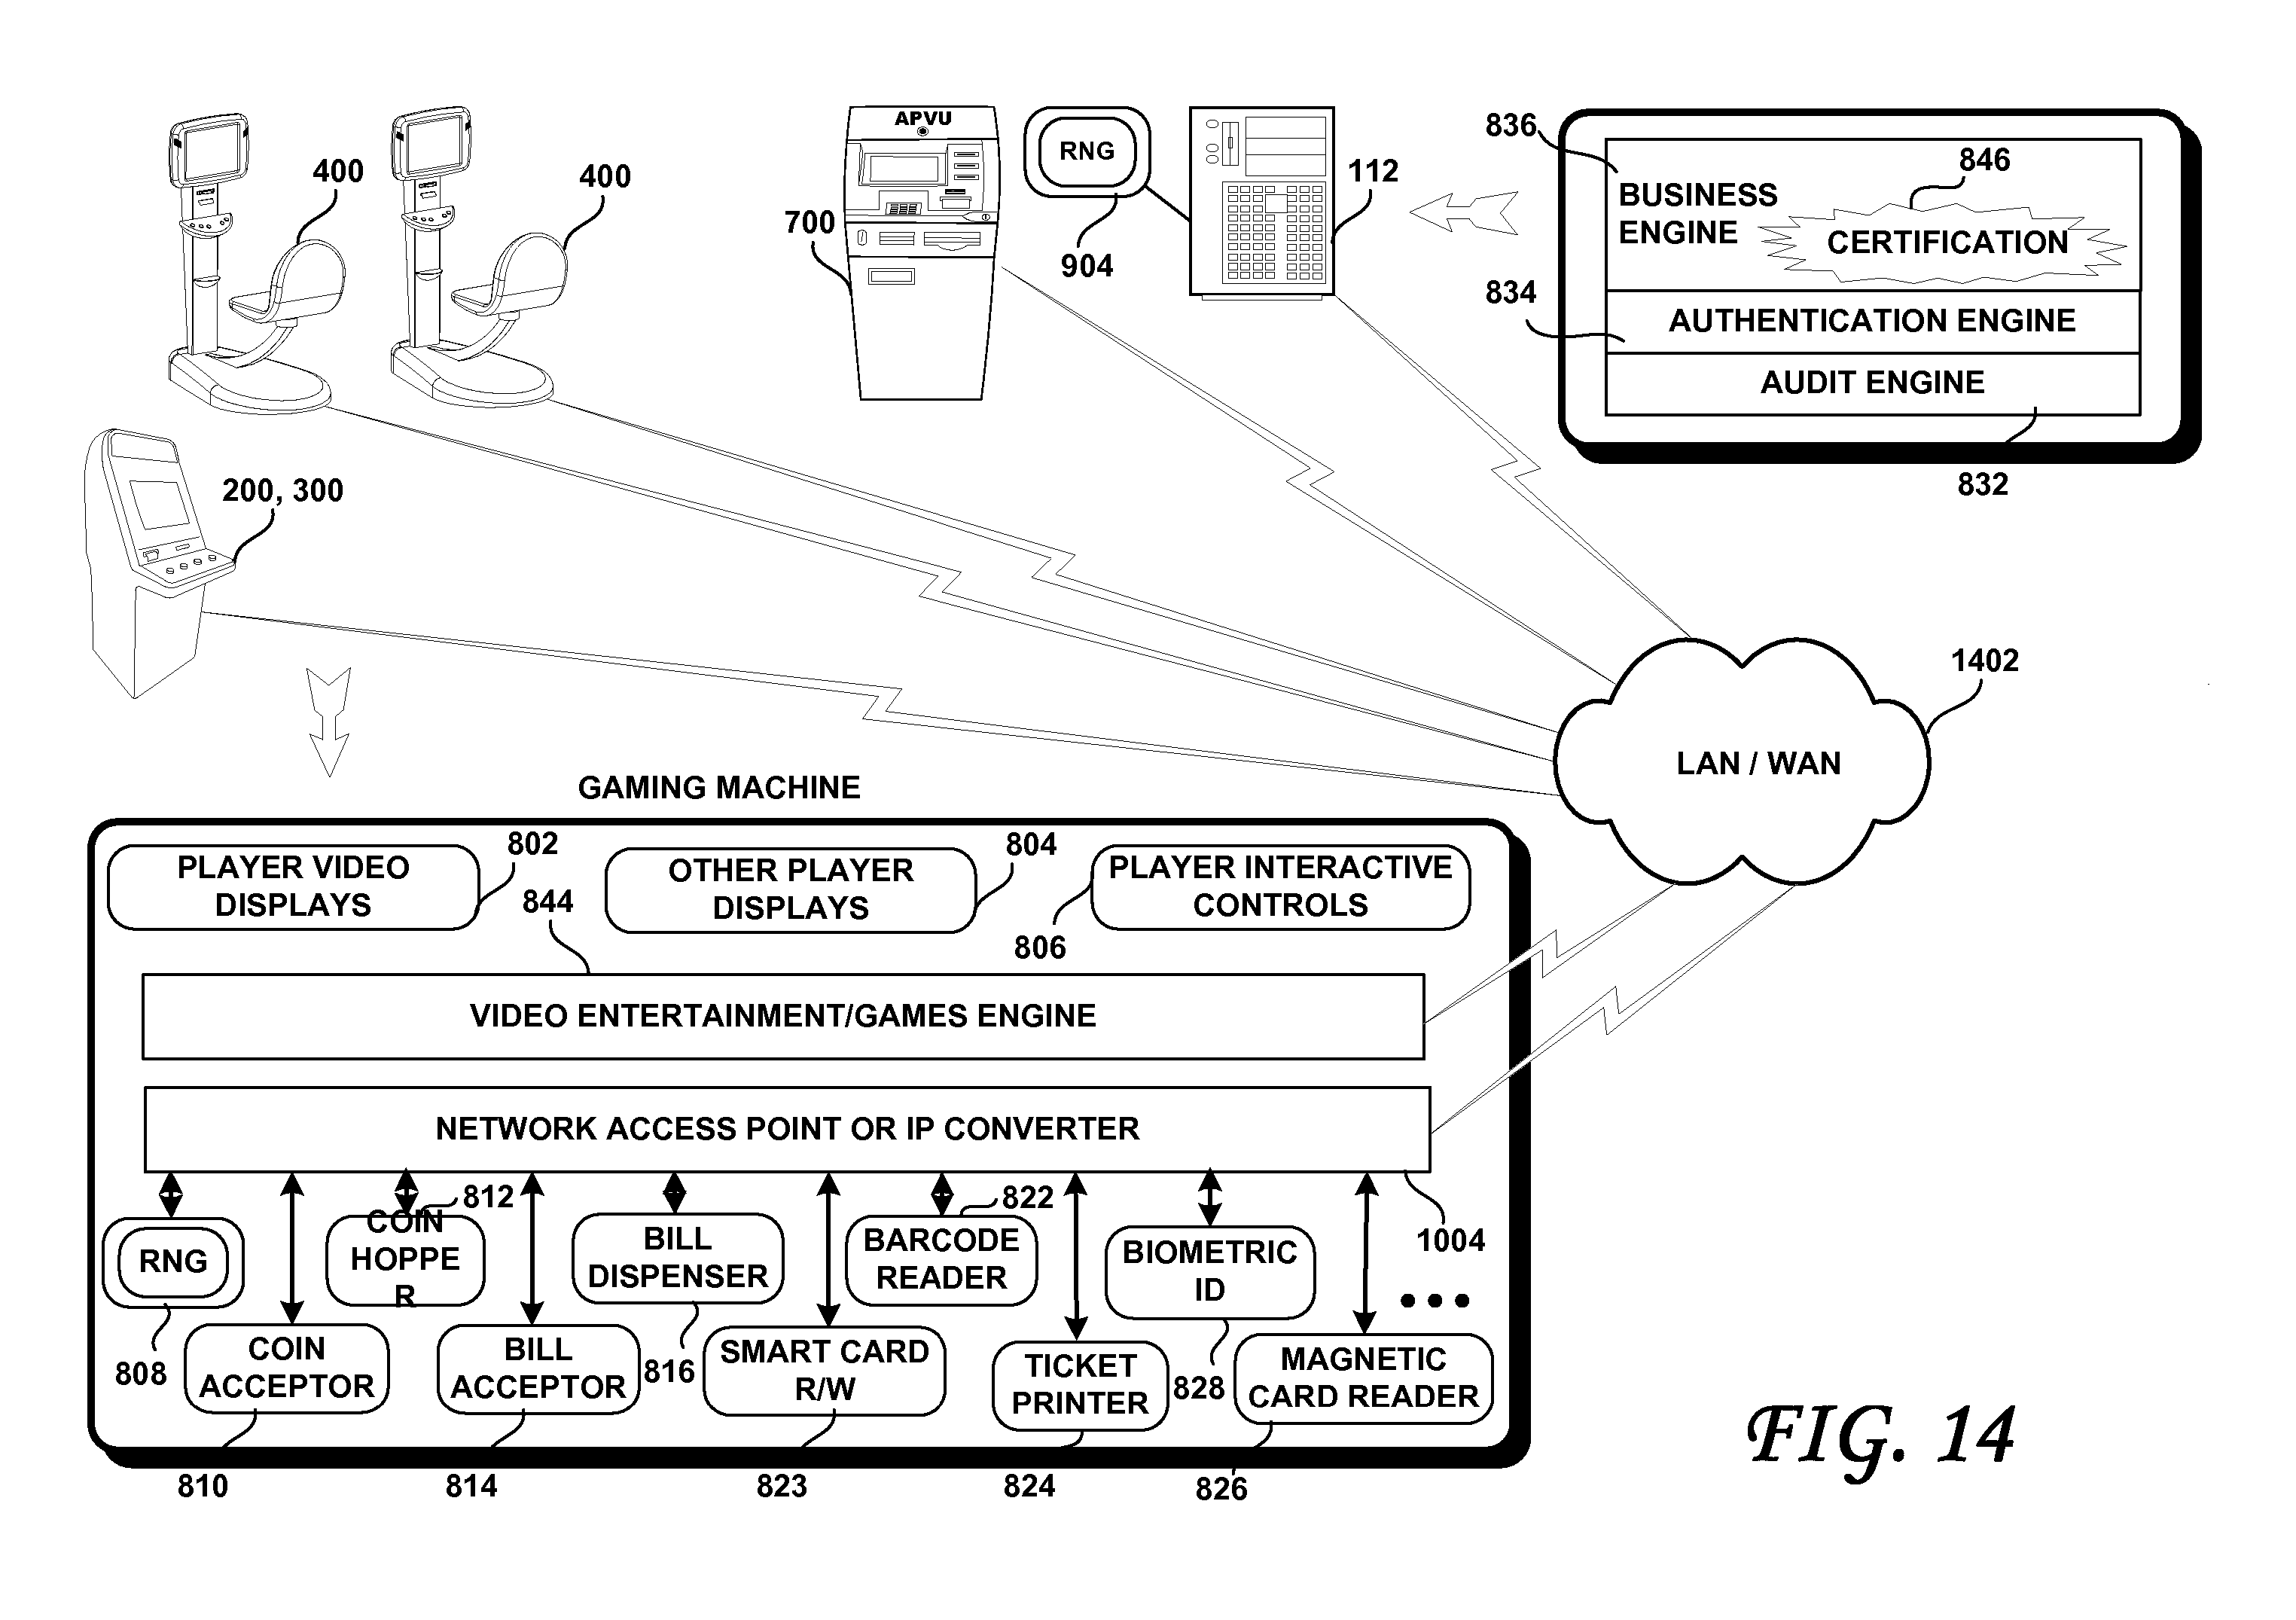 APVU
RNG
836
846
400
400
112
BUSINESS
ENGINE
CERTIFICATION
700
904
834
AUTHENTICATION ENGINE
AUDIT ENGINE
200, 300
832
1402
LAN / WAN
GAMING MACHINE
802
804
PLAYER VIDEO
DISPLAYS
OTHER PLAYER
DISPLAYS
PLAYER INTERACTIVE
CONTROLS
844
806
VIDEO ENTERTAINMENT/GAMES ENGINE
NETWORK ACCESS POINT OR IP CONVERTER
812
822
1004
RNG
COIN
HOPPE
R
BILL
DISPENSER
BARCODE
READER
BIOMETRIC
ID
808
COIN
ACCEPTOR
BILL
ACCEPTOR
816
SMART CARD
R/W
TICKET
PRINTER
828
MAGNETIC
CARD READER
810
814
823
824
826
FIG. 14